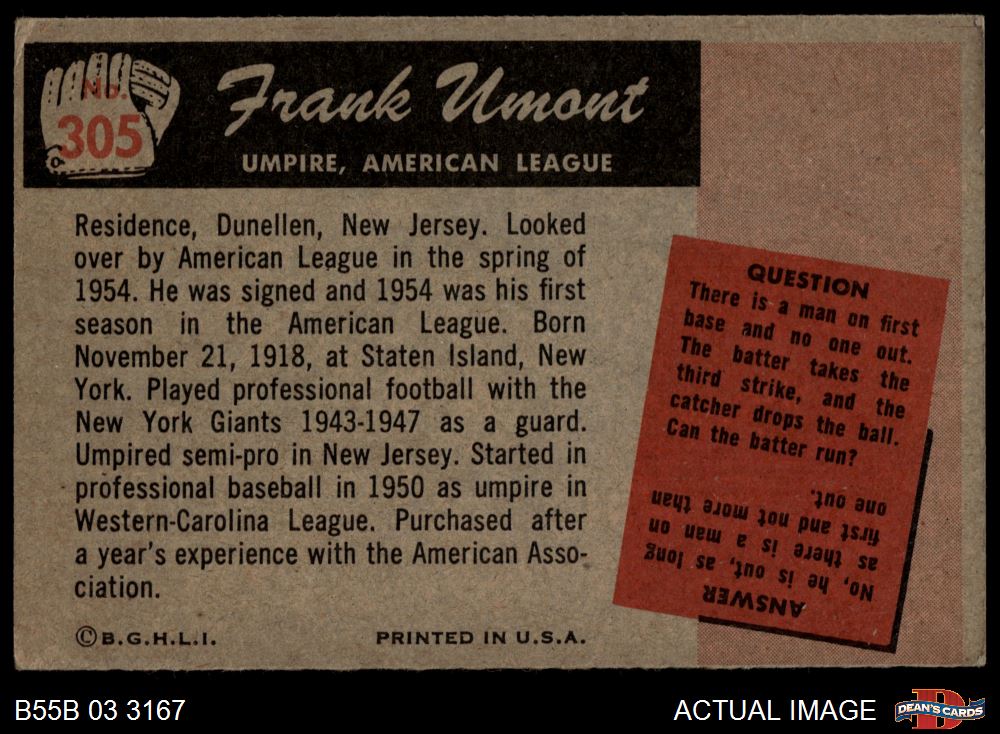 No.
305
Frank Umont
UMPIRE, AMERICAN LEAGUE
Residence, Dunellen, New Jersey. Looked
over by American League in the spring of
1954. He was signed and 1954 was his first
season in the American League. Born
November 21, 1918, at Staten Island, New
York. Played professional football with the
New York Giants 1943-1947 as a guard.
Umpired semi-pro in New Jersey. Started in
professional baseball in 1950 as umpire in
Western-Carolina League. Purchased after
a year's experience with the American Asso-
ciation.
©B.G.H.L.I.
PRINTED IN U.S.A.
QUESTION
There is a man on first
base and no one out.
The batter takes the
third strike, and the
catcher drops the ball.
Can the batter run?
ANSWER
No, he is out, as long
as there is a man on
first and not more than
one out.
B55B 03 3167
ACTUAL IMAGE
DEAN'S CARDS